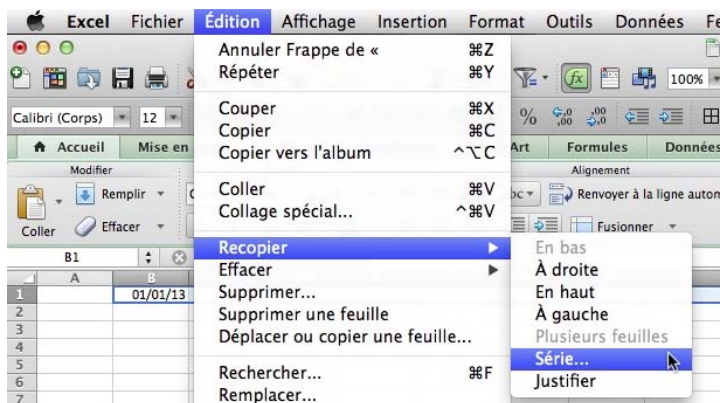 Excel Fichier Édition Affichage Insertion Format Outils Données Fe
Annuler Frappe de « ⌘Z
Répéter ⌘Y
100%
Couper ⌘X
Copier ⌘C
Copier vers l'album ^⌥C
Coller ⌘V
Collage spécial... ^⌘V
Recopier
Effacer
Supprimer...
Supprimer une feuille
Déplacer ou copier une feuille...
Rechercher... ⌘F
Remplacer...
En bas
À droite
En haut
À gauche
Plusieurs feuilles
Série...
Justifier
Calibri (Corps) 12
%
Accueil Mise en
Art Formules Données
Modifier
Alignement
Remplir
Renvoyer à la ligne autom
Coller Effacer
Fusionner
B1
A B
1 01/01/13
2
3
4
5
6
7